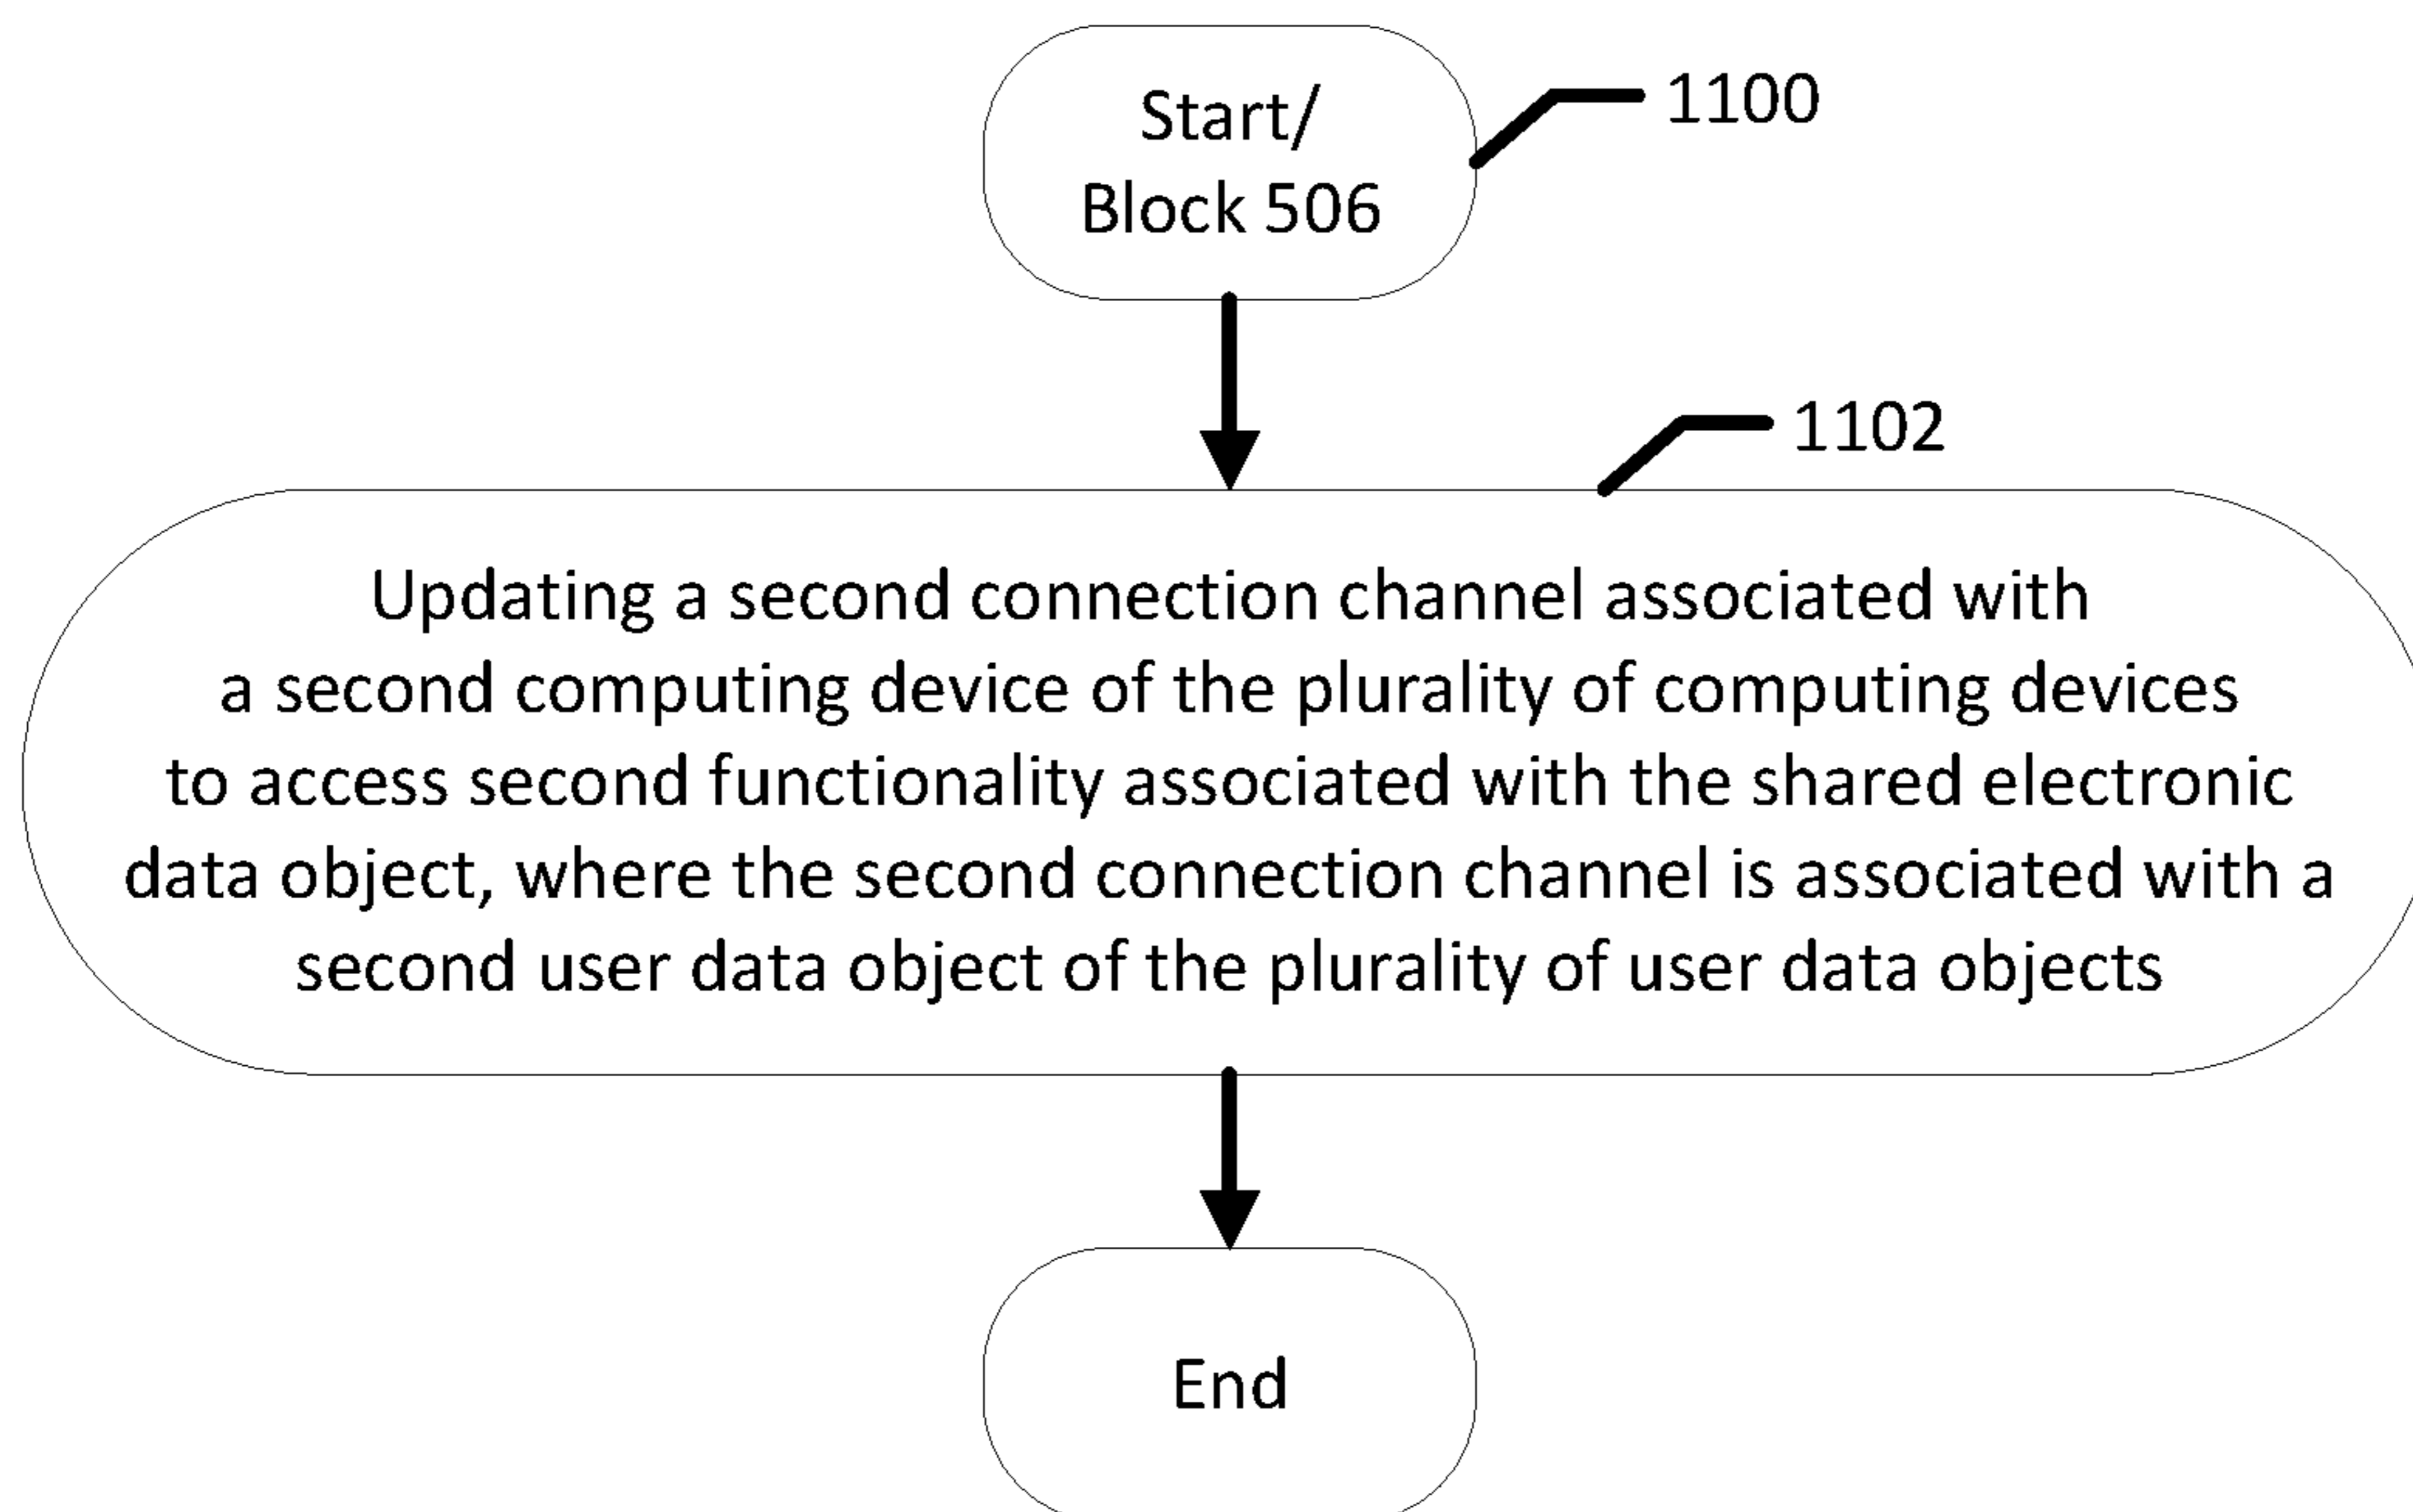 Start/
Block 506
1100
1102
Updating a second connection channel associated with
a second computing device of the plurality of computing devices
to access second functionality associated with the shared electronic
data object, where the second connection channel is associated with a
second user data object of the plurality of user data objects
End